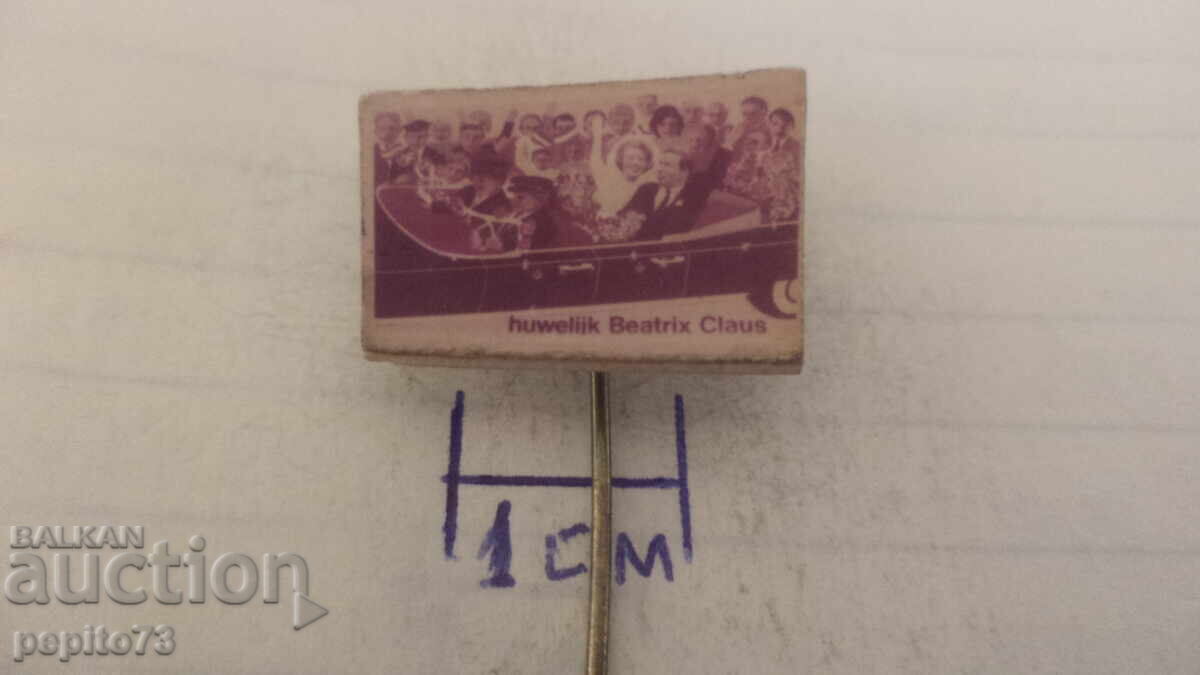 huwelijk Beatrix Claus
1 CM
BALKAN
auction
pepito73